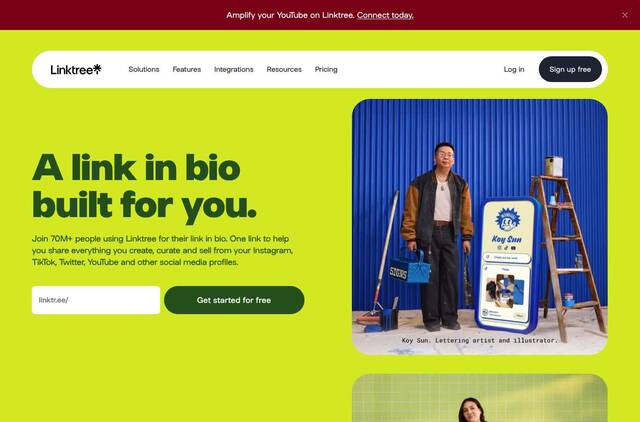 Amplify your YouTube on Linktree. Connect today.
Linktree
Solutions Features Integrations Resources Pricing
Log in
Sign up free
A link in bio
built for you.
Join 70M+ people using Linktree for their link in bio. One link to help
you share everything you create, curate and sell from your Instagram,
TikTok, Twitter, YouTube and other social media profiles.
linktr.ee/
Get started for free
Koy Sun
SIGNS
Koy Sun. Lettering artist and illustrator.